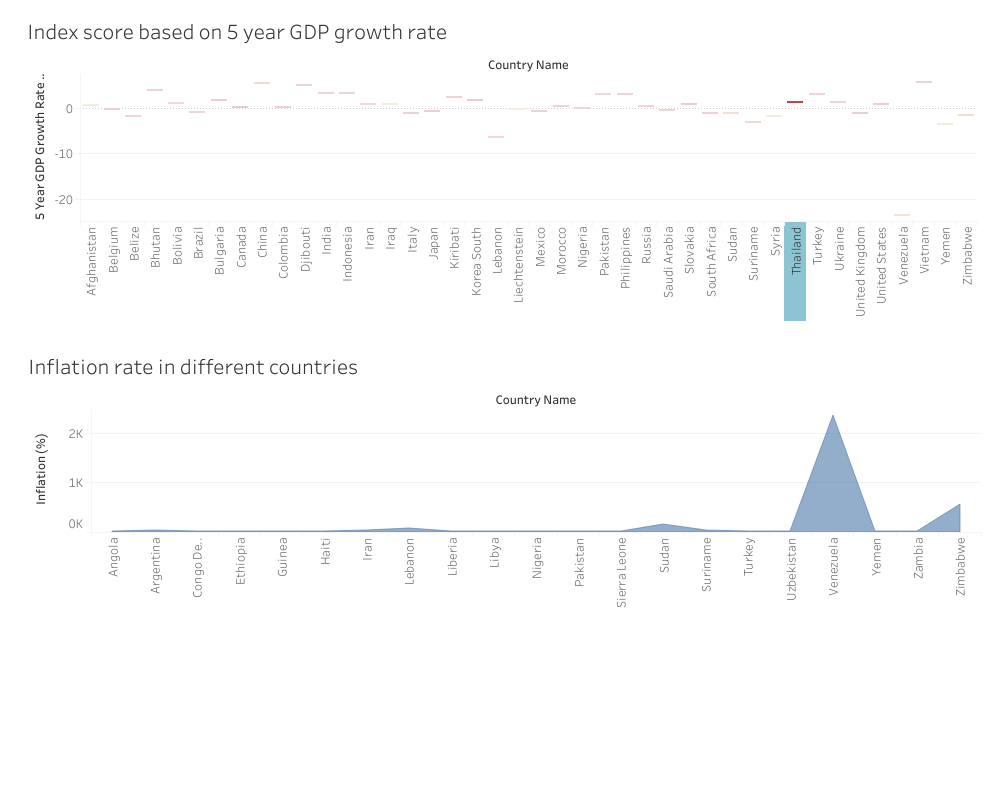 Index score based on 5 year GDP growth rate
Country Name
5 Year GDP Growth Rate ..
0
-10
-20
Afghanistan
Belgium
Belize
Bhutan
Bolivia
Brazil
Bulgaria
Canada
China
Colombia
Djibouti
India
Indonesia
Iran
Iraq
Italy
Japan
Kiribati
Korea South
Lebanon
Liechtenstein
Mexico
Morocco
Nigeria
Pakistan
Philippines
Russia
Saudi Arabia
Slovakia
South Africa
Sudan
Suriname
Syria
Thailand
Turkey
Ukraine
United Kingdom
United States
Venezuela
Vietnam
Yemen
Zimbabwe
Inflation rate in different countries
Country Name
Inflation (%)
2K
1K
0K
Angola
Argentina
Congo De..
Ethiopia
Guinea
Haiti
Iran
Lebanon
Liberia
Libya
Nigeria
Pakistan
Sierra Leone
Sudan
Suriname
Turkey
Uzbekistan
Venezuela
Yemen
Zambia
Zimbabwe